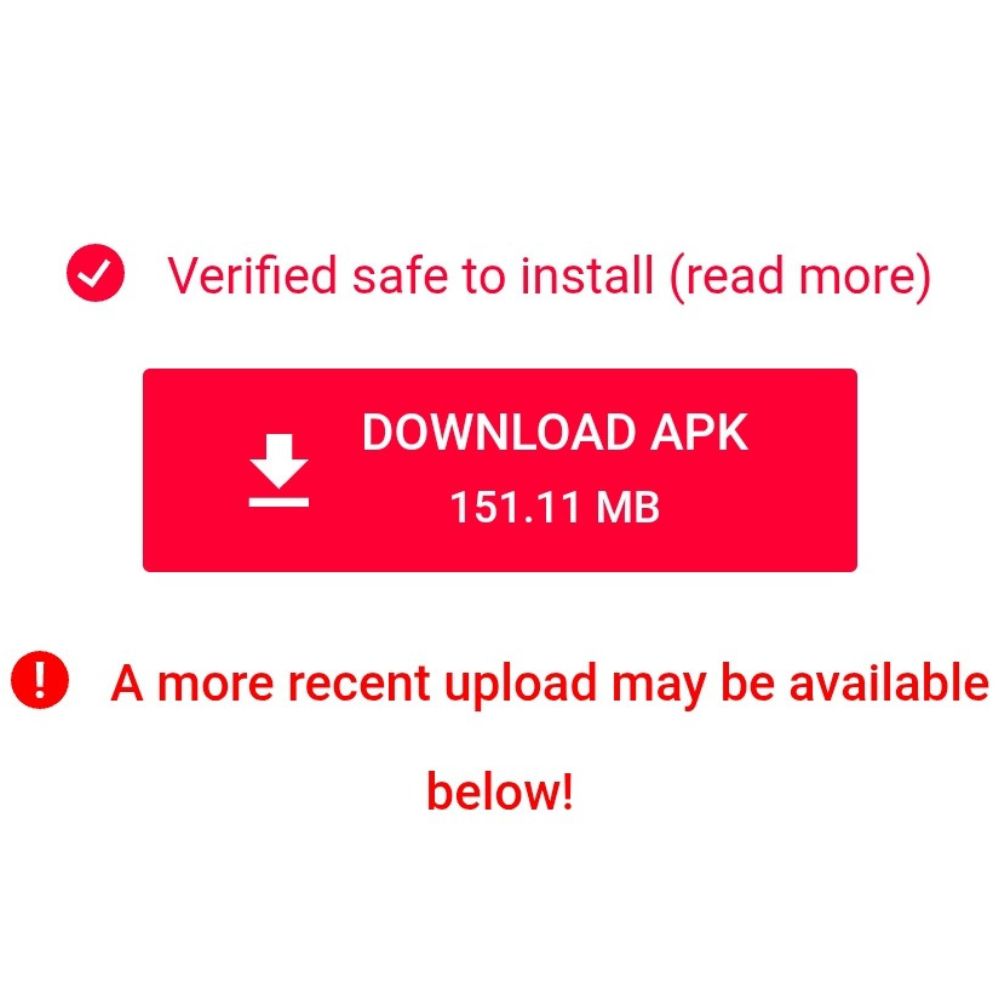 Verified safe to install (read more)
DOWNLOAD APK
151.11 MB
A more recent upload may be available
below!